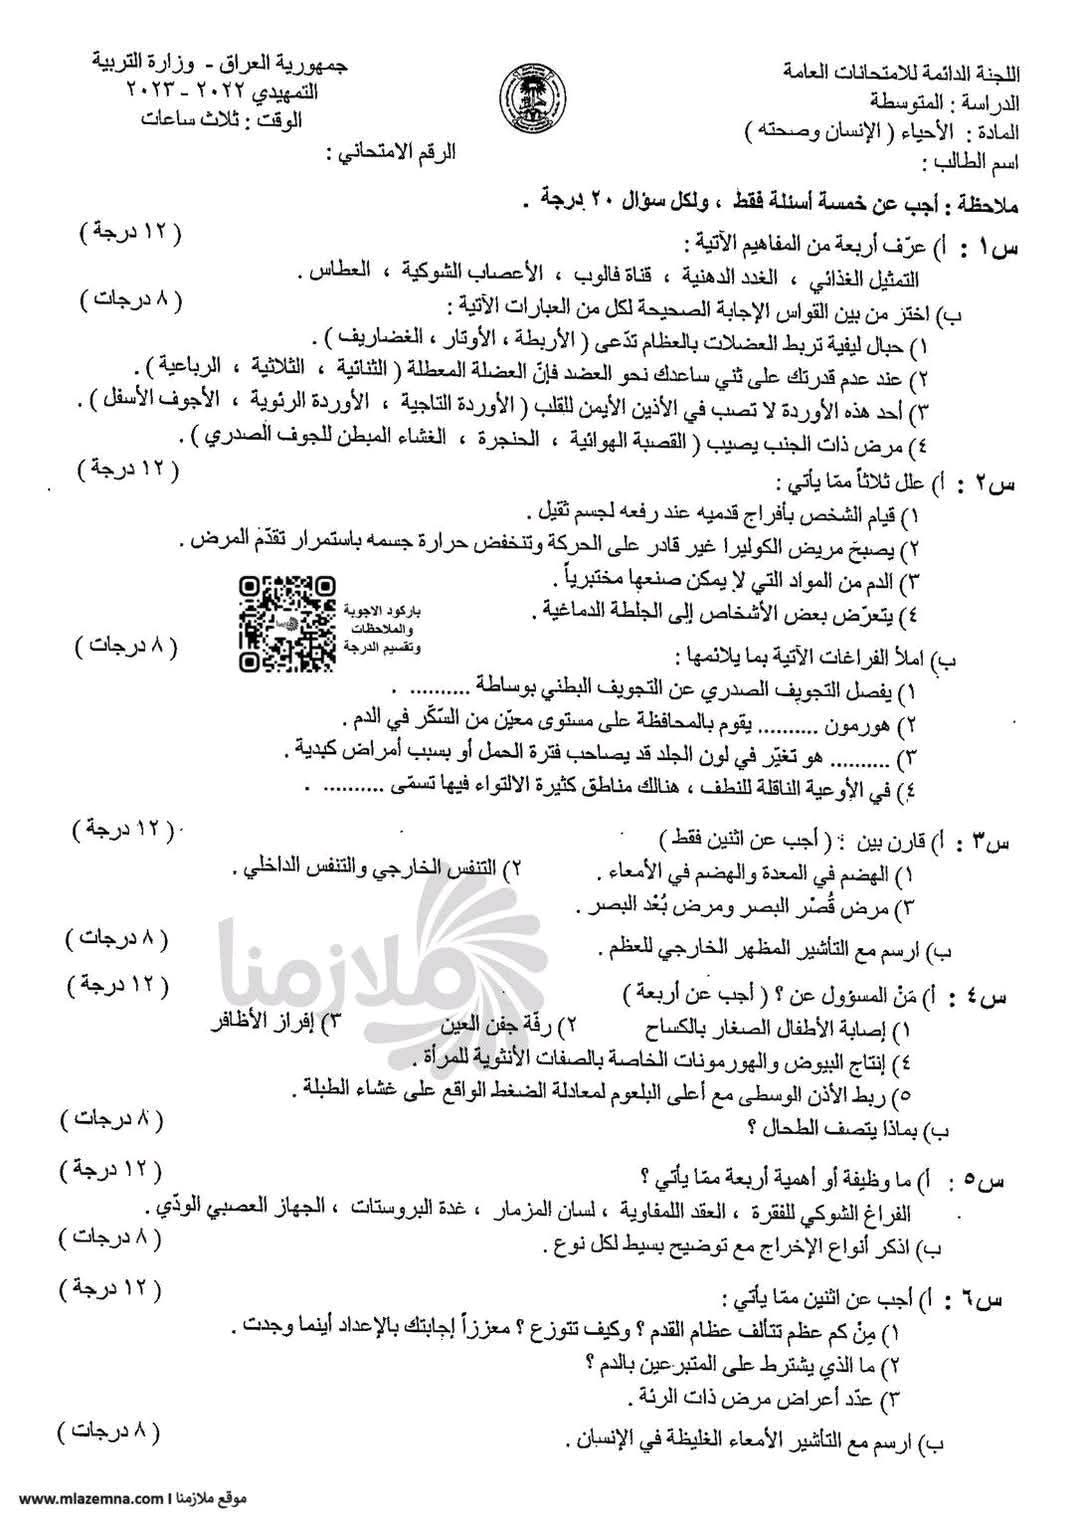 اللجنة الدائمة للامتحانات العامة
الدراسة : المتوسطة
المادة : الأحياء ( الإنسان وصحته )
اسم الطالب :
جمهورية العراق - وزارة التربية
التمهيدي ٢٠٢٢ - ٢٠٢٣
الوقت : ثلاث ساعات
الرقم الامتحاني :
ملاحظة : أجب عن خمسة أسئلة فقط ، ولكل سؤال ٢٠ درجة .
س١ : أ) عرّف أربعة من المفاهيم الآتية : ( ١٢ درجة )
التمثيل الغذائي ، الغدد الدهنية ، قناة فالوب ، الأعصاب الشوكية ، العطاس .
ب) اختر من بين القواس الإجابة الصحيحة لكل من العبارات الآتية : ( ٨ درجات )
١) حبال ليفية تربط العضلات بالعظام تدّعى ( الأربطة ، الأوتار ، الغضاريف ) .
٢) عند عدم قدرتك على ثني ساعدك نحو العضد فإنّ العضلة المعطلة ( الثنائية ، الثلاثية ، الرباعية ) .
٣) أحد هذه الأوردة لا تصب في الأذين الأيمن للقلب ( الأوردة التاجية ، الأوردة الرئوية ، الأجوف الأسفل ) .
٤) مرض ذات الجنب يصيب ( القصبة الهوائية ، الحنجرة ، الغشاء المبطن للجوف الصدري ) .
س٢ : أ) علل ثلاثاً ممّا يأتي : ( ١٢ درجة )
١) قيام الشخص بأفراج قدميه عند رفعه لجسم ثقيل .
٢) يصبح مريض الكوليرا غير قادر على الحركة وتنخفض حرارة جسمه باستمرار تقدّم المرض .
٣) الدم من المواد التي لا يمكن صنعها مختبرياً .
٤) يتعرّض بعض الأشخاص إلى الجلطة الدماغية .
باركود الاجوبة
والملاحظات
وتقسيم الدرجة
ب) املأ الفراغات الآتية بما يلائمها : ( ٨ درجات )
١) يفصل التجويف الصدري عن التجويف البطني بوساطة .......... .
٢) هورمون .......... يقوم بالمحافظة على مستوى معيّن من السّكّر في الدم .
٣) .......... هو تغيّر في لون الجلد قد يصاحب فترة الحمل أو بسبب أمراض كبدية .
٤) في الأوعية الناقلة للنطف ، هنالك مناطق كثيرة الالتواء فيها تسمّى .......... .
س٣ : أ) قارن بين : ( أجب عن اثنين فقط ) ( ١٢ درجة )
١) الهضم في المعدة والهضم في الأمعاء . ٢) التنفس الخارجي والتنفس الداخلي .
٣) مرض قُصْر البصر ومرض بُعْد البصر .
ب) ارسم مع التأشير المظهر الخارجي للعظم . ( ٨ درجات )
ملازمنا
س٤ : أ) مَنْ المسؤول عن ؟ ( أجب عن أربعة ) ( ١٢ درجة )
١) إصابة الأطفال الصغار بالكساح ٢) رفّة جفن العين ٣) إفراز الأظافر
٤) إنتاج البيوض والهورمونات الخاصة بالصفات الأنثوية للمرأة .
٥) ربط الأذن الوسطى مع أعلى البلعوم لمعادلة الضغط الواقع على غشاء الطبلة .
ب) بماذا يتصف الطحال ؟ ( ٨ درجات )
س٥ : أ) ما وظيفة أو أهمية أربعة ممّا يأتي ؟ ( ١٢ درجة )
الفراغ الشوكي للفقرة ، العقد اللمفاوية ، لسان المزمار ، غدة البروستات ، الجهاز العصبي الودّي .
ب) اذكر أنواع الإخراج مع توضيح بسيط لكل نوع . ( ٨ درجات )
س٦ : أ) أجب عن اثنين ممّا يأتي : ( ١٢ درجة )
١) مِنْ كم عظم تتألف عظام القدم ؟ وكيف تتوزع ؟ معززاً إجابتك بالإعداد أينما وجدت .
٢) ما الذي يشترط على المتبرعين بالدم ؟
٣) عدّد أعراض مرض ذات الرئة .
ب) ارسم مع التأشير الأمعاء الغليظة في الإنسان . ( ٨ درجات )
موقع ملازمنا | www.mlazemna.com